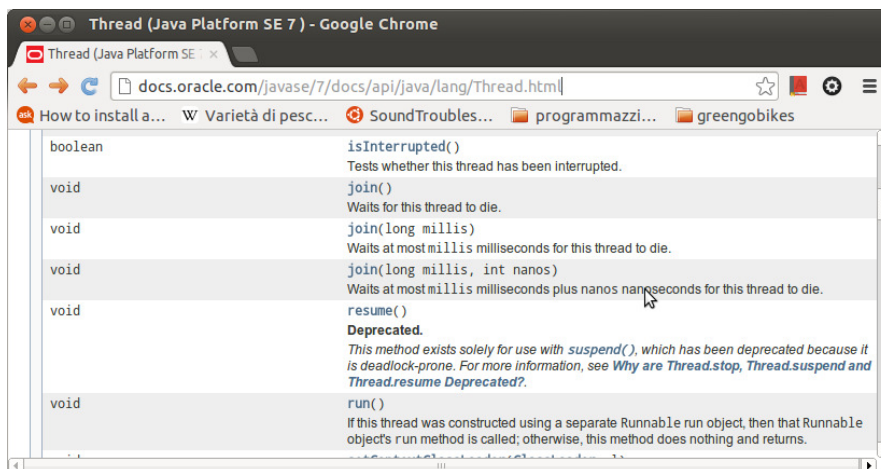 Thread (Java Platform SE 7 ) - Google Chrome
Thread (Java Platform SE
docs.oracle.com/javase/7/docs/api/java/lang/Thread.html
ask How to install a... W Varietà di pesc... SoundTroubles... programmazzi... greengobikes
boolean isInterrupted()
Tests whether this thread has been interrupted.
void join()
Waits for this thread to die.
void join(long millis)
Waits at most millis milliseconds for this thread to die.
void join(long millis, int nanos)
Waits at most millis milliseconds plus nanos nanoseconds for this thread to die.
void resume()
Deprecated.
This method exists solely for use with suspend(), which has been deprecated because it
is deadlock-prone. For more information, see Why are Thread.stop, Thread.suspend and
Thread.resume Deprecated?.
void run()
If this thread was constructed using a separate Runnable run object, then that Runnable
object's run method is called; otherwise, this method does nothing and returns.